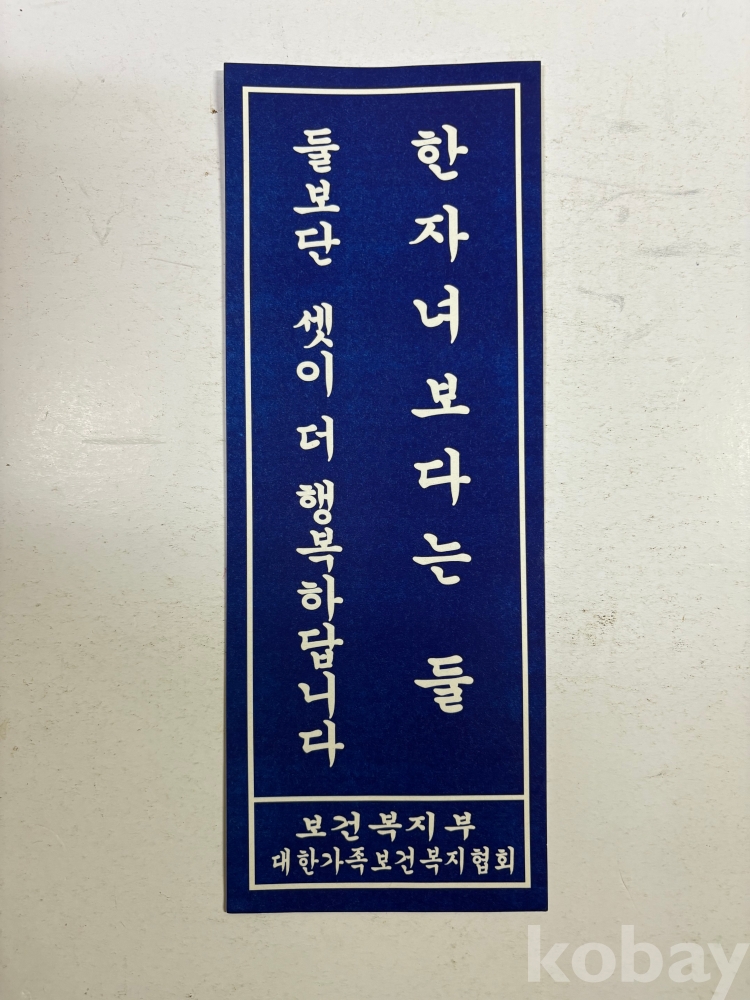 한 자녀보다는 둘
둘보단 셋이 더 행복하답니다
보건복지부
대한가족보건복지협회
kobay